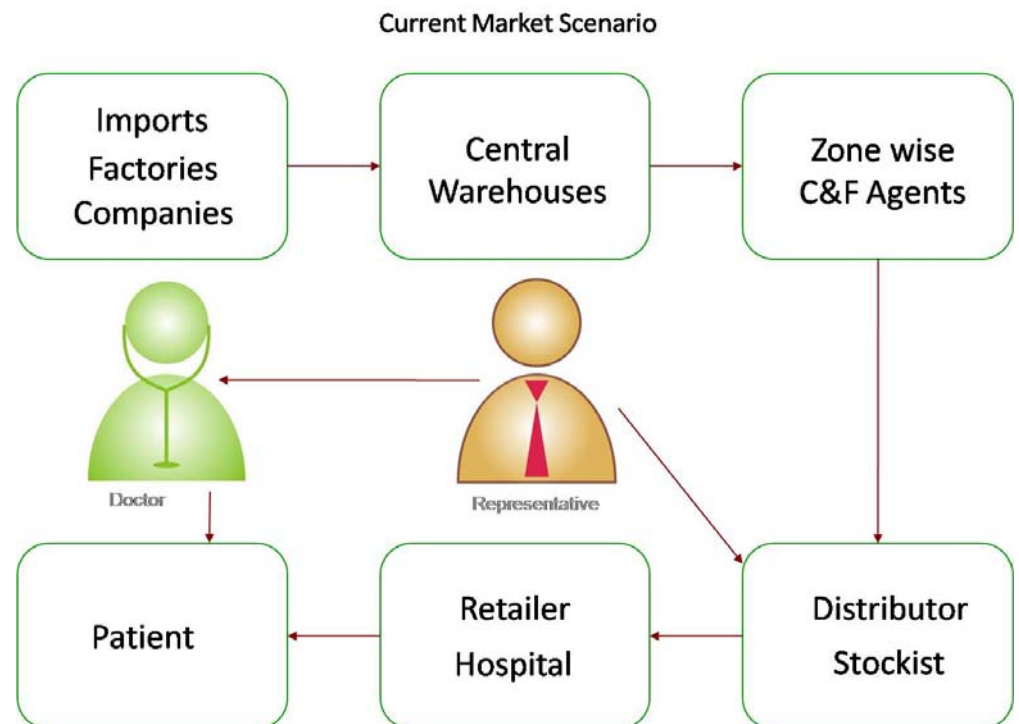 Current Market Scenario
Imports
Factories
Companies
Central
Warehouses
Zone wise
C&F Agents
Doctor
Representative
Patient
Retailer
Hospital
Distributor
Stockist